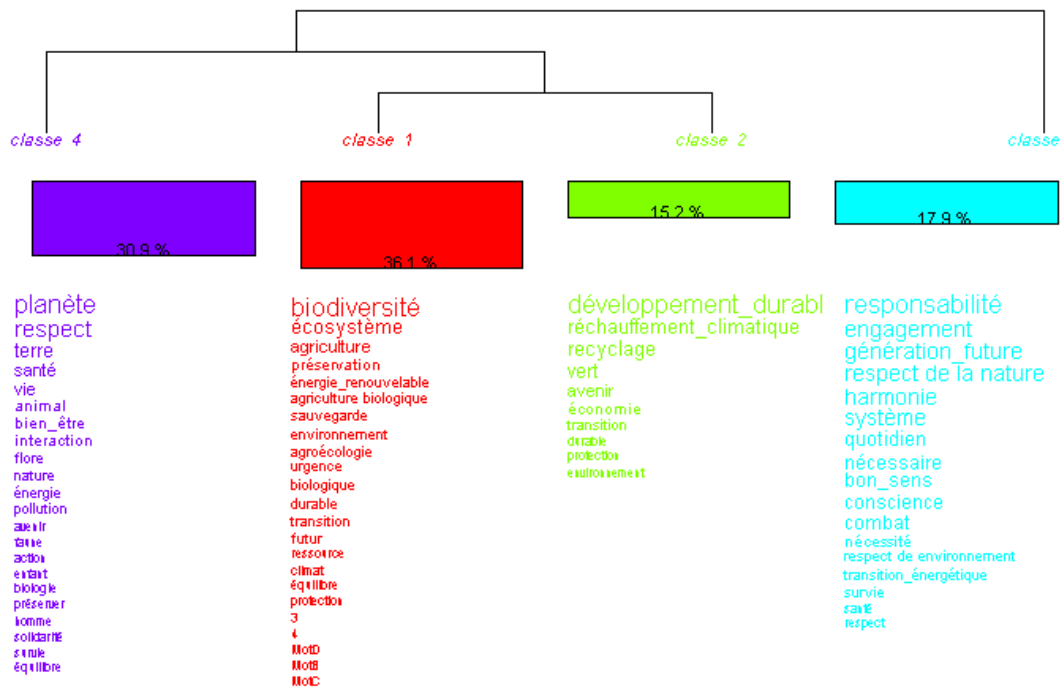 classe 4
classe 1
classe 2
classe
30.9 %
36.1 %
15.2 %
17.9 %
planète
respect
terre
santé
vie
animal
bien_être
interaction
flore
nature
énergie
pollution
avenir
faune
action
enfant
biologie
préserver
homme
solidarité
survie
équilibre
biodiversité
écosystème
agriculture
préservation
énergie_renouvelable
agriculture biologique
sauvegarde
environnement
agroécologie
urgence
biologique
durable
transition
futur
ressource
climat
équilibre
protection
3
4
MotD
MotB
MotC
développement_durabl
réchauffement_climatique
recyclage
vert
avenir
économie
transition
durable
protection
environnement
responsabilité
engagement
génération_future
respect de la nature
harmonie
système
quotidien
nécessaire
bon_sens
conscience
combat
nécessité
respect de environnement
transition_énergétique
survie
santé
respect